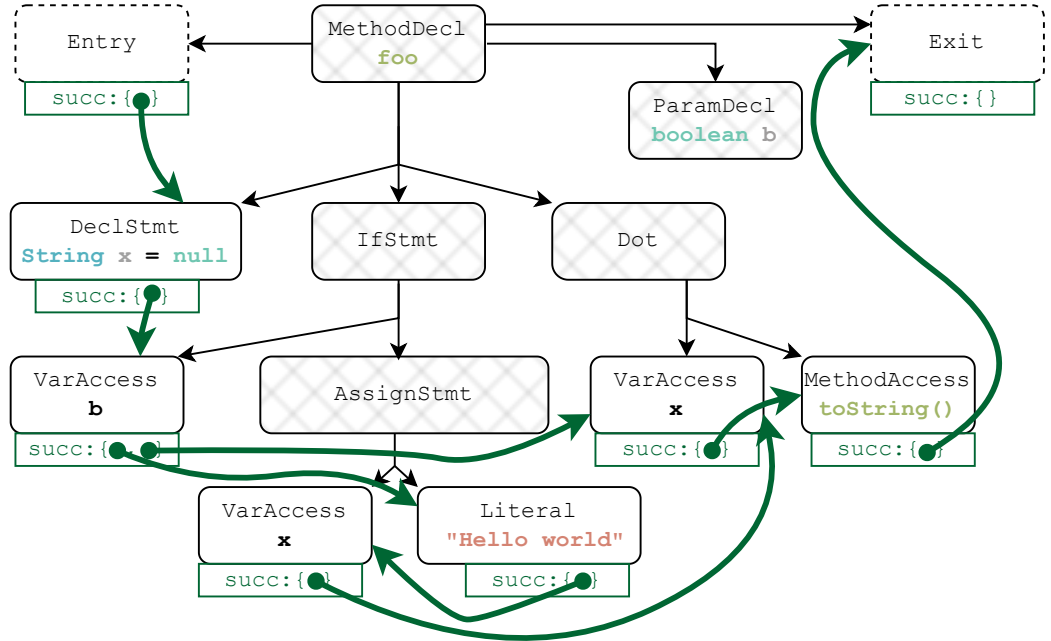 Entry
succ:{ }
MethodDecl
foo
Exit
succ:{}
ParamDecl
boolean b
DeclStmt
String x = null
succ:{ }
IfStmt
Dot
VarAccess
b
succ:{ , }
AssignStmt
VarAccess
x
succ:{ }
MethodAccess
toString()
succ:{ }
VarAccess
x
succ:{ }
Literal
"Hello world"
succ:{ }